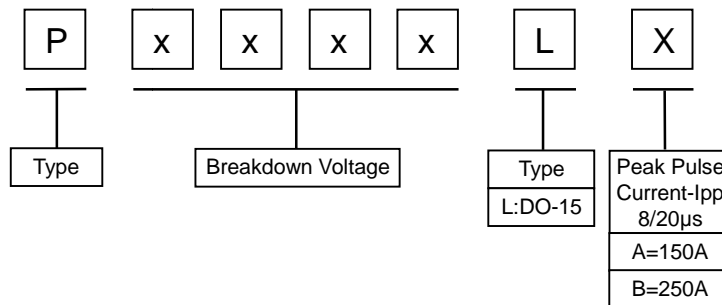 P x x x x L X
Type
Breakdown Voltage
Type
L:DO-15
Peak Pulse
Current-Ipp
8/20µs
A=150A
B=250A